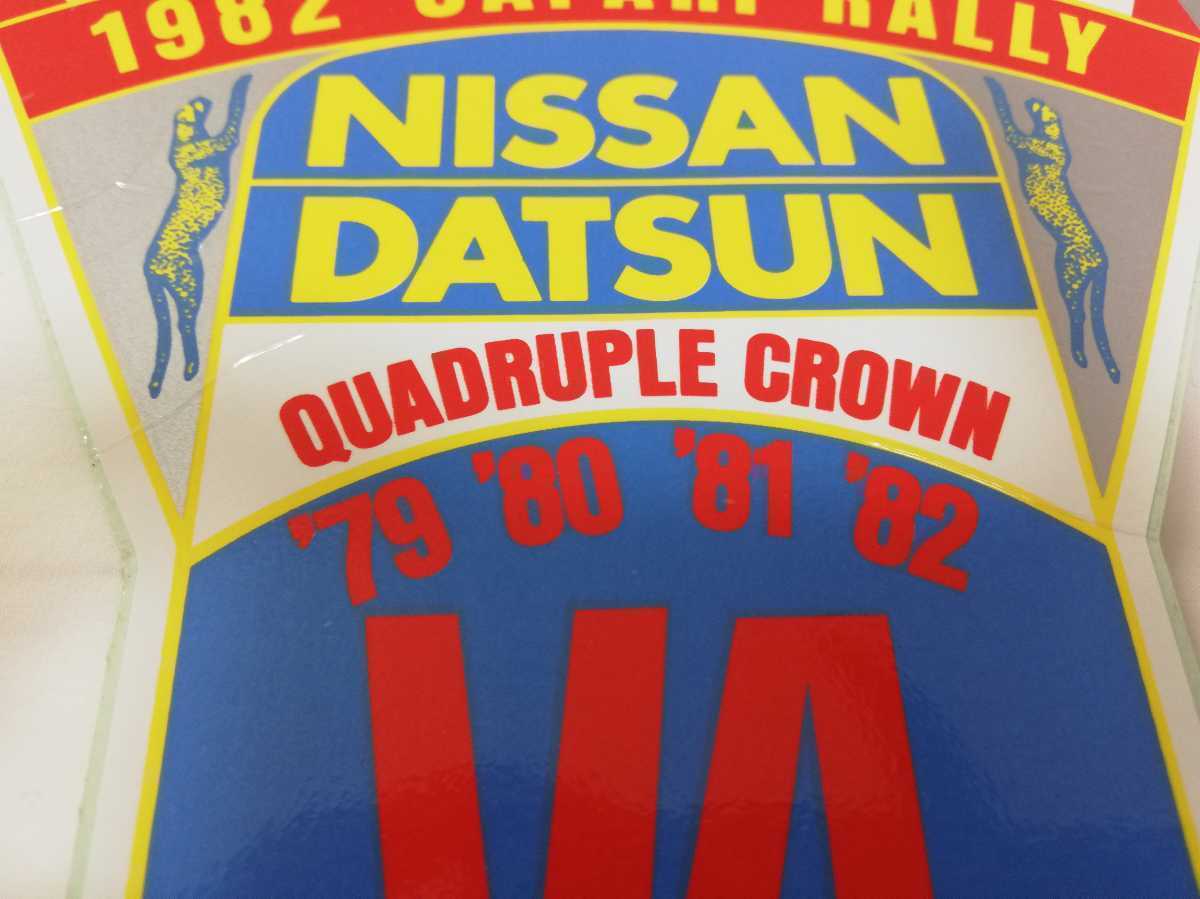 1982 SAFARI RALLY
NISSAN
DATSUN
QUADRUPLE CROWN
'79 '80 '81 '82